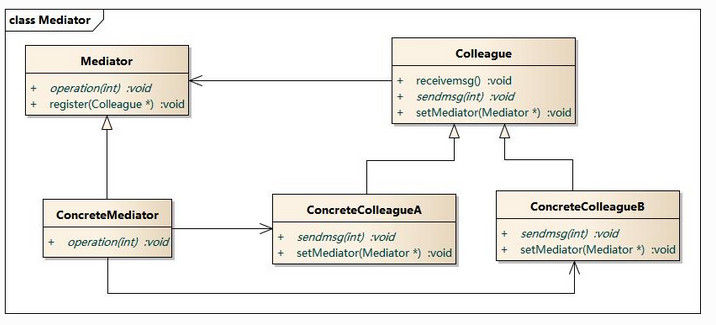 class Mediator
Mediator
+ operation(int) :void
+ register(Colleague *) :void
Colleague
+ receivemsg() :void
+ sendmsg(int) :void
+ setMediator(Mediator *) :void
ConcreteMediator
+ operation(int) :void
ConcreteColleagueA
+ sendmsg(int) :void
+ setMediator(Mediator *) :void
ConcreteColleagueB
+ sendmsg(int) :void
+ setMediator(Mediator *) :void